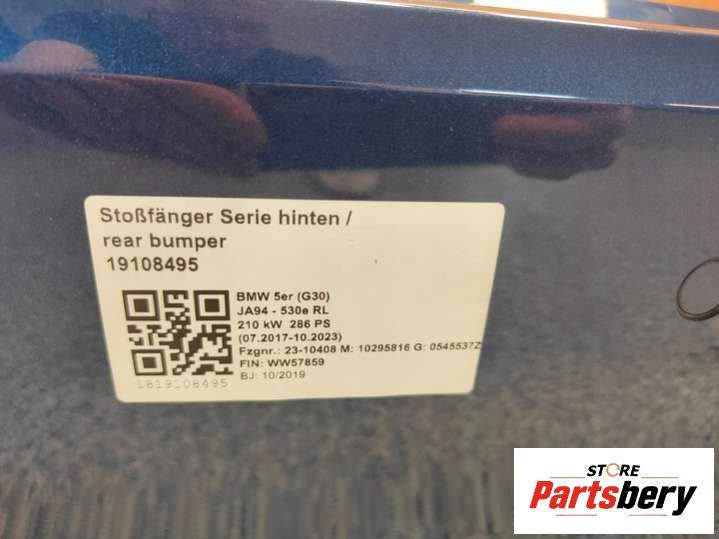 Stoßfänger Serie hinten /
rear bumper
19108495
BMW 5er (G30)
JA94 - 530e RL
210 kW 286 PS
(07.2017-10.2023)
Fzgnr.: 23-10408 M: 10295816 G: 0545537Z
FIN: WW57859
BJ: 10/2019
1819108495
STORE
Partsbery